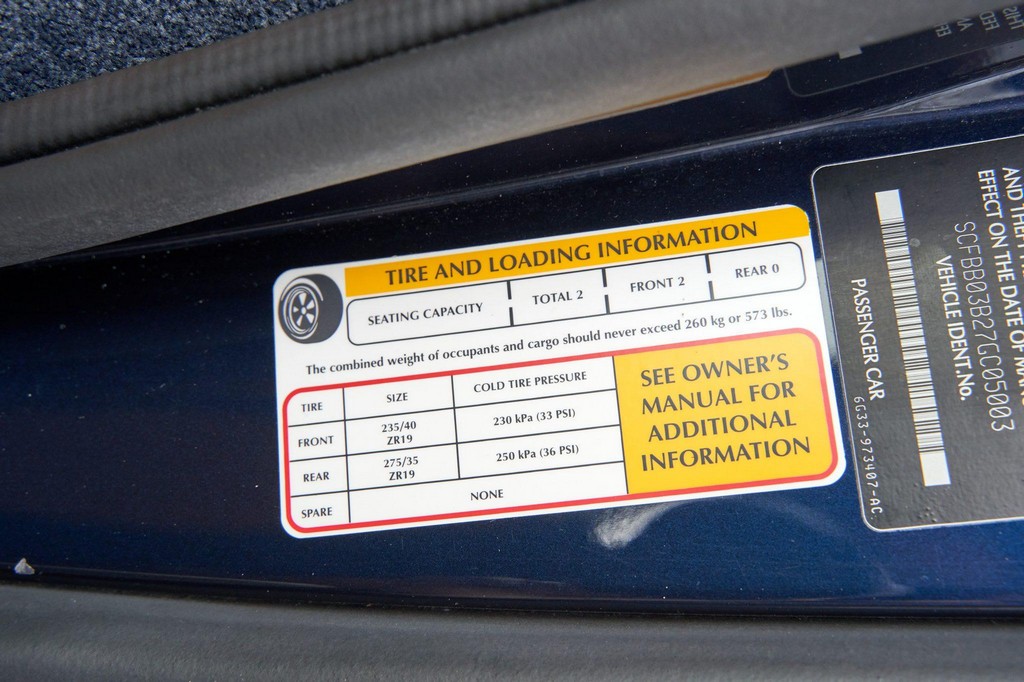 TIRE AND LOADING INFORMATION
SEATING CAPACITY TOTAL 2 FRONT 2 REAR 0
The combined weight of occupants and cargo should never exceed 260 kg or 573 lbs.
TIRE SIZE COLD TIRE PRESSURE
FRONT 235/40 ZR19 230 kPa (33 PSI)
REAR 275/35 ZR19 250 kPa (36 PSI)
SPARE NONE
SEE OWNER'S
MANUAL FOR
ADDITIONAL
INFORMATION
EFFECT ON THE DATE OF
SCFBB03B27GC05003
VEHICLE IDENT.No.
PASSENGER CAR
6G33-973407-AC